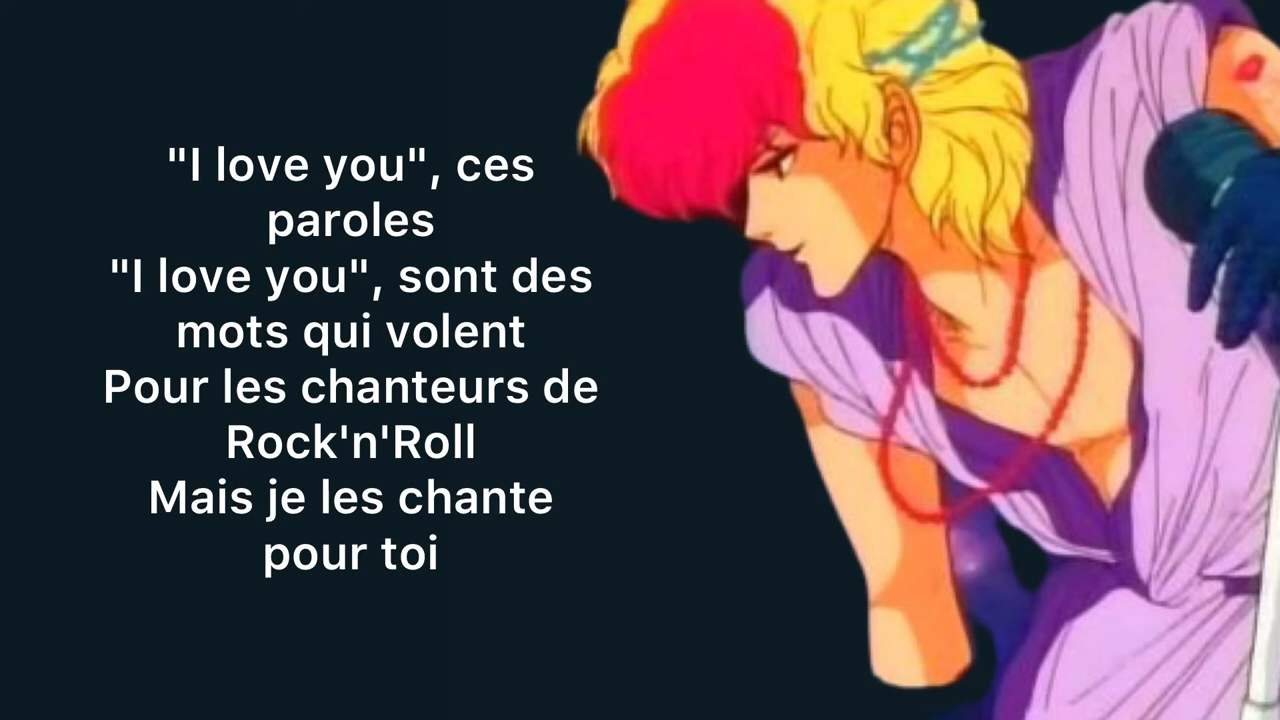 "I love you", ces
paroles
"I love you", sont des
mots qui volent
Pour les chanteurs de
Rock'n'Roll
Mais je les chante
pour toi